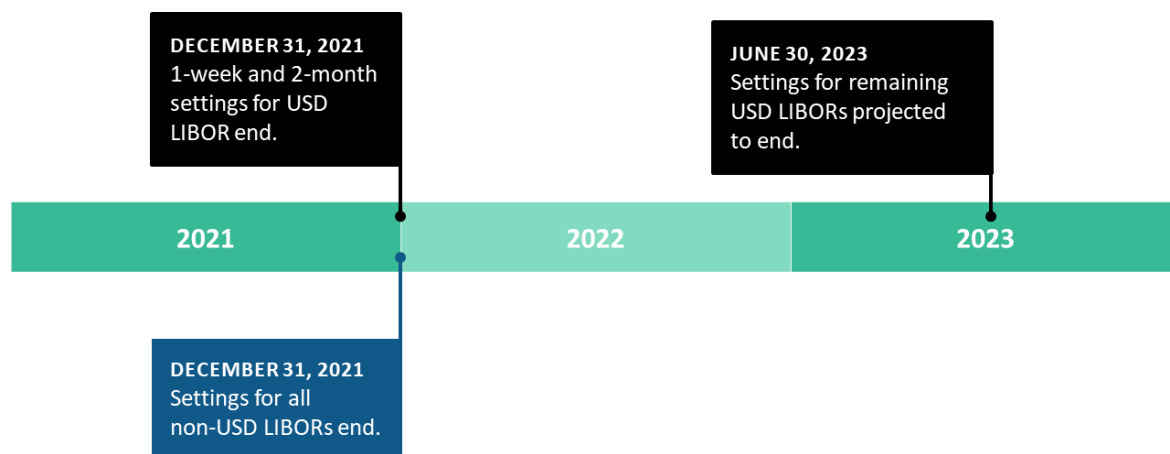 DECEMBER 31, 2021
1-week and 2-month
settings for USD
LIBOR end.
JUNE 30, 2023
Settings for remaining
USD LIBORs projected
to end.
2021
2022
2023
DECEMBER 31, 2021
Settings for all
non-USD LIBORs end.